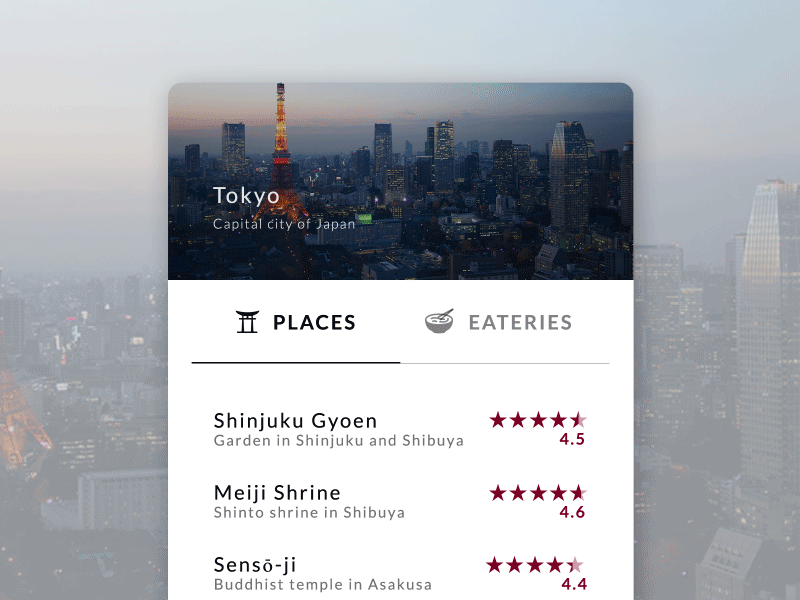 Tokyo
Capital city of Japan
PLACES EATERIES
Shinjuku Gyoen
Garden in Shinjuku and Shibuya
4.5
Meiji Shrine
Shinto shrine in Shibuya
4.6
Sensō-ji
Buddhist temple in Asakusa
4.4